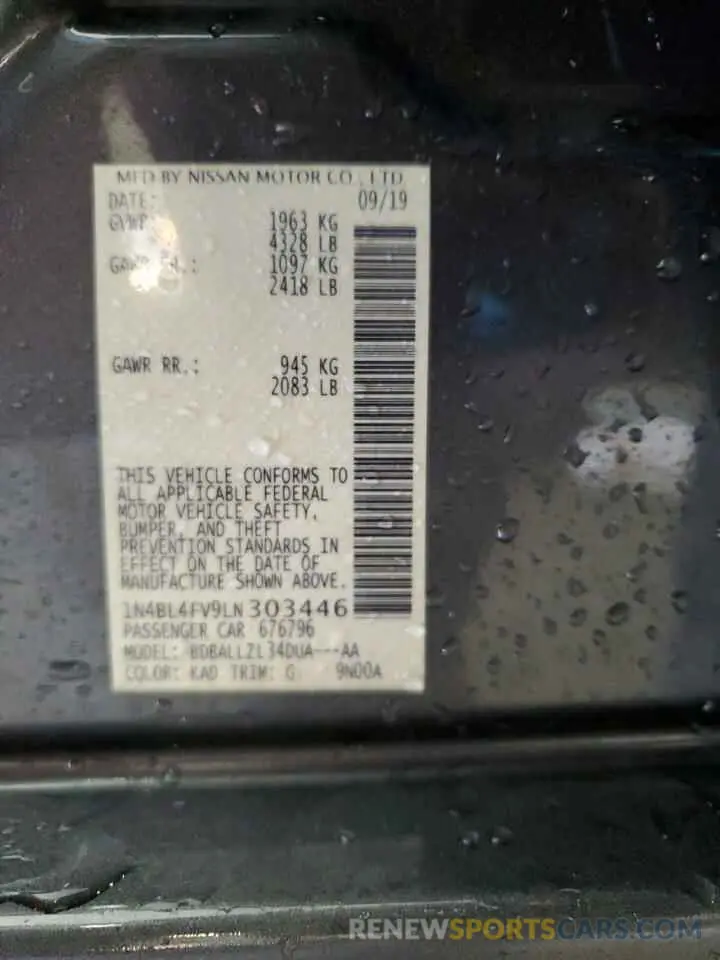 MFD BY NISSAN MOTOR CO., LTD
DATE: 09/19
GVWR 1963 KG
4328 LB
GAWR 1097 KG
2418 LB
GAWR RR.: 945 KG
2083 LB
THIS VEHICLE CONFORMS TO
ALL APPLICABLE FEDERAL
MOTOR VEHICLE SAFETY,
BUMPER, AND THEFT
PREVENTION STANDARDS IN
EFFECT ON THE DATE OF
MANUFACTURE SHOWN ABOVE.
1N4BL4FV9LN303446
PASSENGER CAR 676796
MODEL: BDBALLZL34DUA---AA
COLOR: KAD TRIM: G 9N00A
RENEWSPORTSCARS.COM